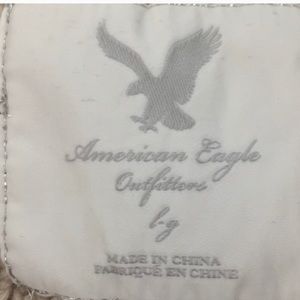 American Eagle
Outfitters
l-g
MADE IN CHINA
FABRIQUÉ EN CHINE